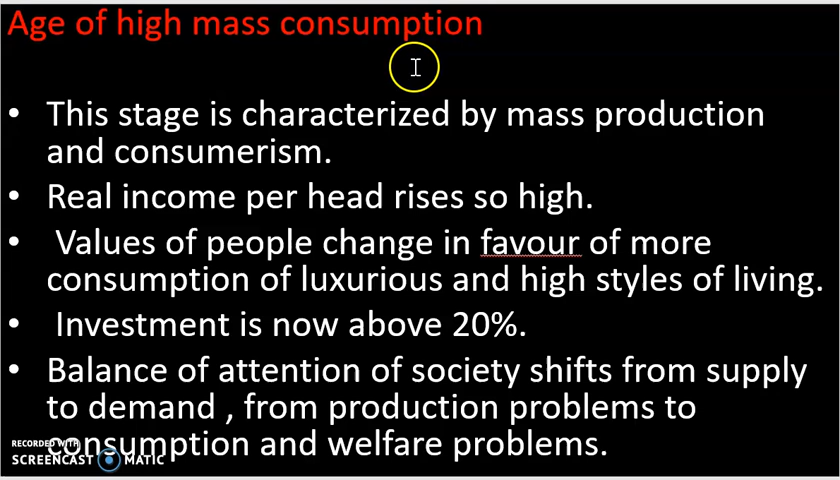 Age of high mass consumption
• This stage is characterized by mass production
and consumerism.
• Real income per head rises so high.
• Values of people change in favour of more
consumption of luxurious and high styles of living.
• Investment is now above 20%.
• Balance of attention of society shifts from supply
to demand , from production problems to
consumption and welfare problems.
RECORDED WITH
SCREENCAST MATIC